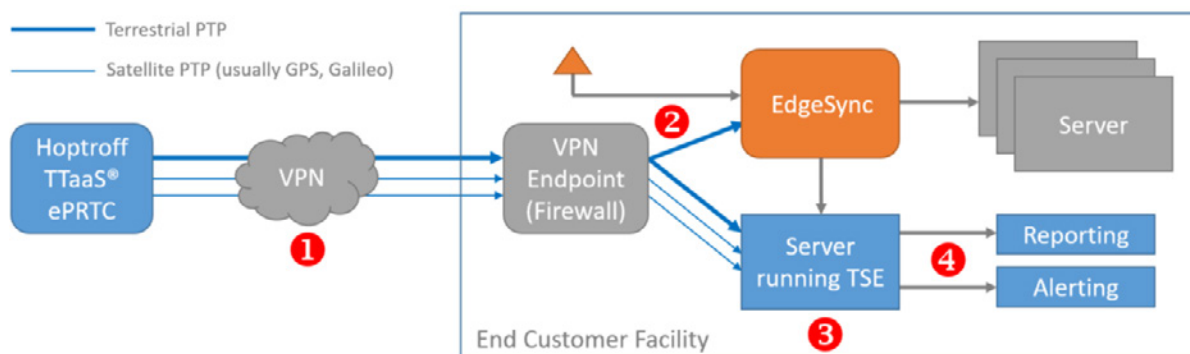 Terrestrial PTP
Satellite PTP (usually GPS, Galileo)
Hoptroff
TTaaS®
ePRTC
VPN
1
VPN
Endpoint
(Firewall)
2
EdgeSync
Server
Server
running TSE
3
4
Reporting
Alerting
End Customer Facility